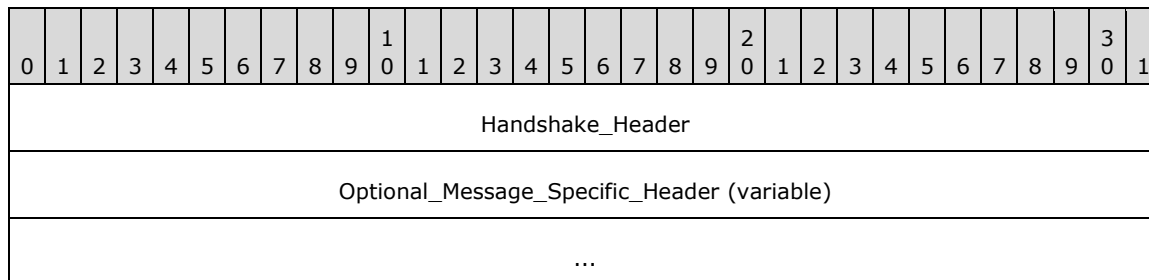 1 2 3
0 1 2 3 4 5 6 7 8 9 0 1 2 3 4 5 6 7 8 9 0 1 2 3 4 5 6 7 8 9 0 1
Handshake_Header
Optional_Message_Specific_Header (variable)
...